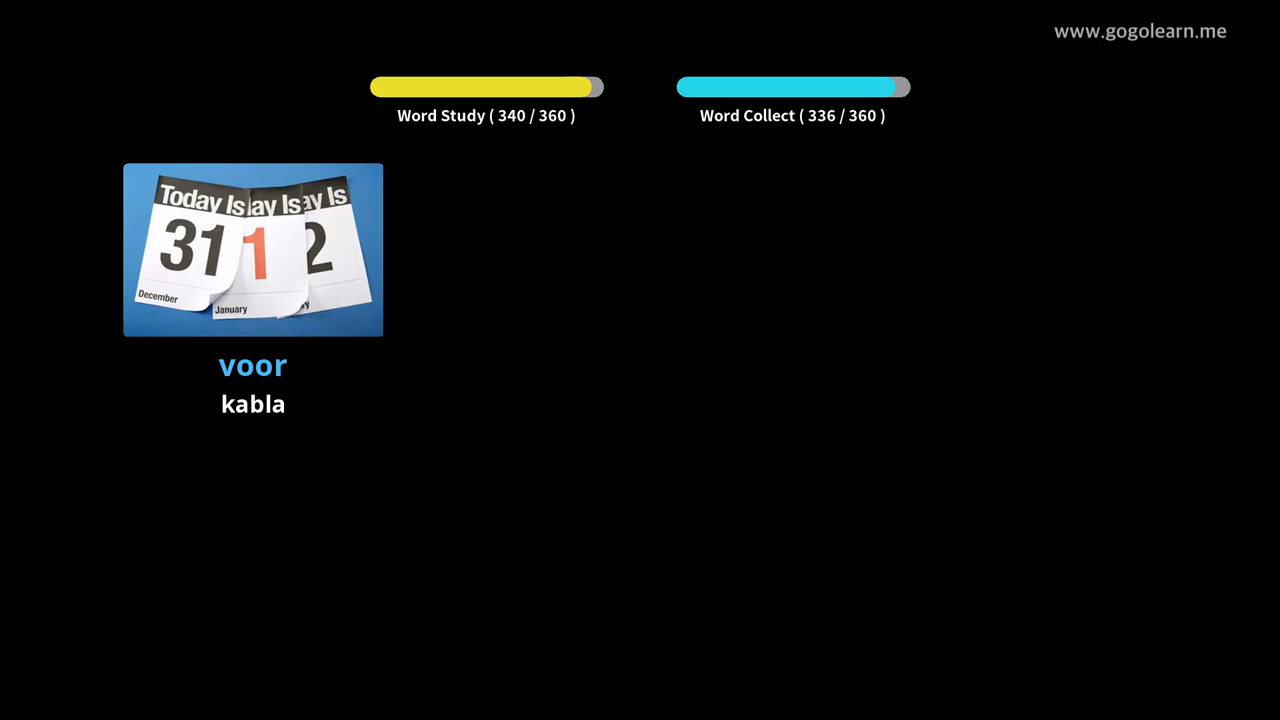 www.gogolearn.me
Word Study ( 340 / 360 )
Word Collect ( 336 / 360 )
Today Is
ay Is
ay Is
31
1
2
December
January
voor
kabla